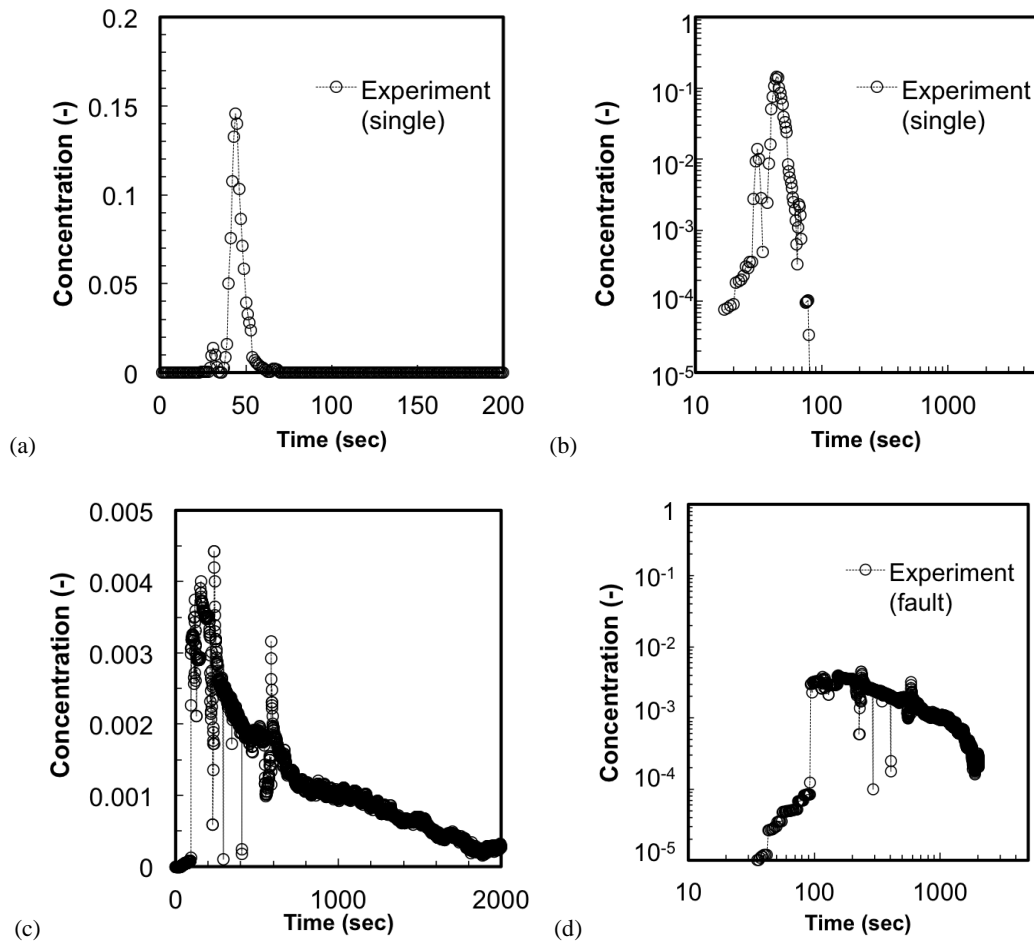 0.2
0.15
0.1
0.05
0
Concentration (-)
Experiment
(single)
0 50 100 150 200
Time (sec)
(a)
1
10-1
10-2
10-3
10-4
10-5
Concentration (-)
Experiment
(single)
10 100 1000
Time (sec)
(b)
0.005
0.004
0.003
0.002
0.001
0
Concentration (-)
0 1000 2000
Time (sec)
(c)
1
10-1
10-2
10-3
10-4
10-5
Concentration (-)
Experiment
(fault)
10 100 1000
Time (sec)
(d)